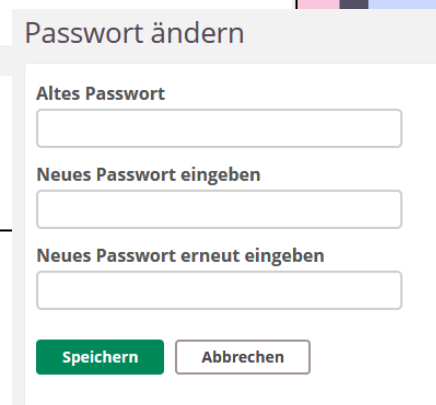 Passwort ändern
Altes Passwort
Neues Passwort eingeben
Neues Passwort erneut eingeben
Speichern Abbrechen